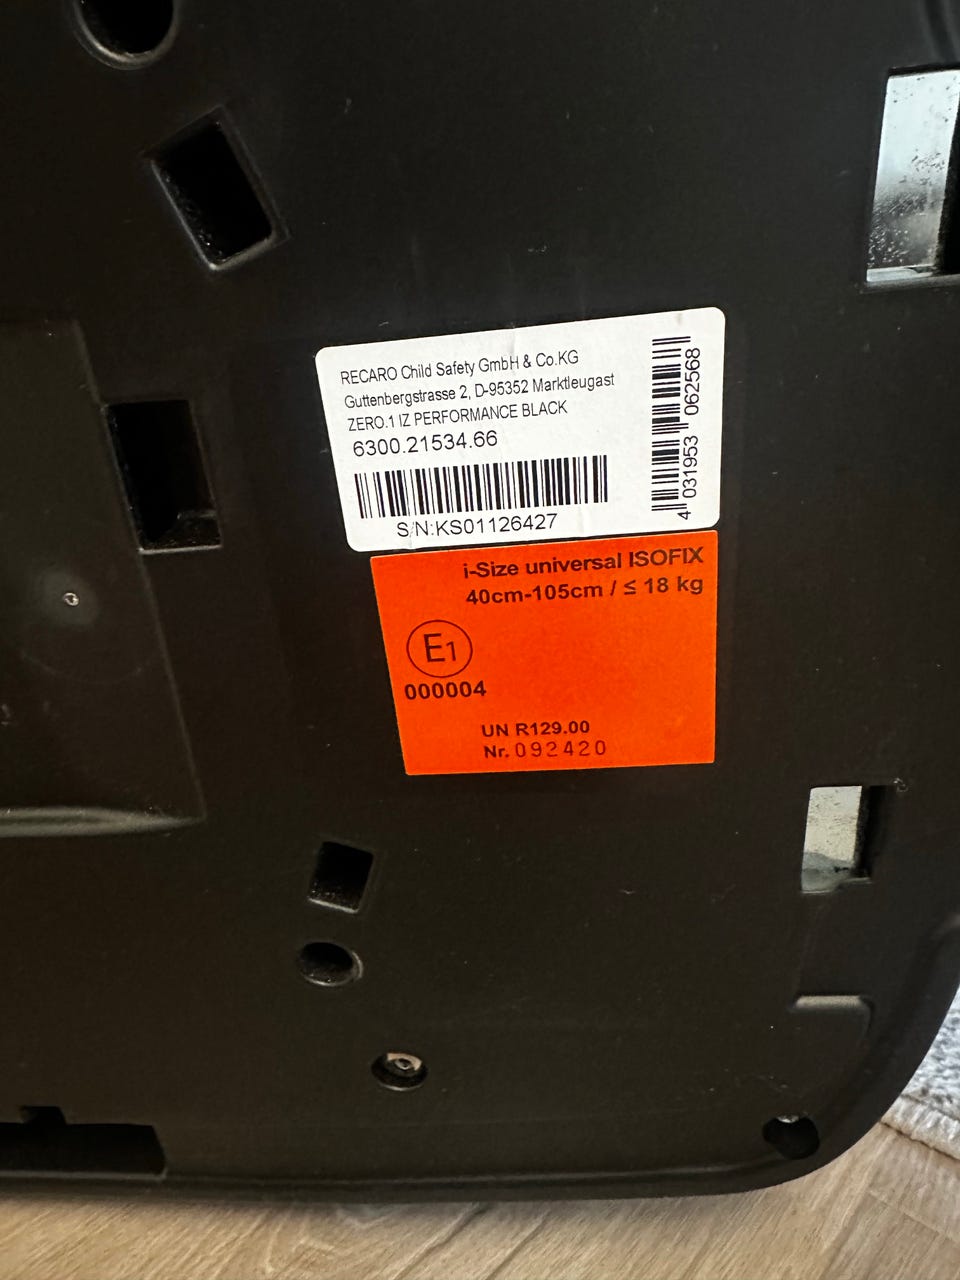 RECARO Child Safety GmbH & Co.KG
Guttenbergstrasse 2, D-95352 Marktleugast
ZERO.1 IZ PERFORMANCE BLACK
6300.21534.66
S/N:KS01126427
4 031953 062568
i-Size universal ISOFIX
40cm-105cm / ≤ 18 kg
E1
000004
UN R129.00
Nr. 092420